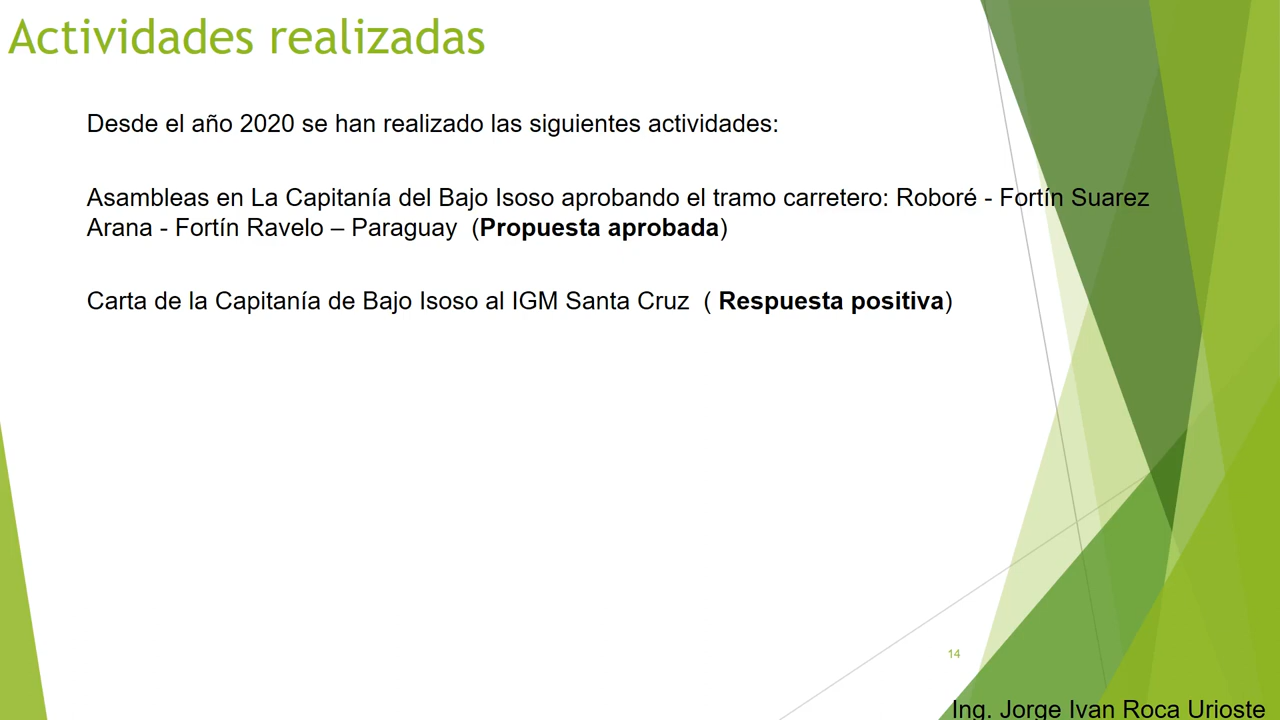 Actividades realizadas
Desde el año 2020 se han realizado las siguientes actividades:
Asambleas en La Capitanía del Bajo Isoso aprobando el tramo carretero: Roboré - Fortín Suarez
Arana - Fortín Ravelo – Paraguay (Propuesta aprobada)
Carta de la Capitanía de Bajo Isoso al IGM Santa Cruz ( Respuesta positiva)
14
Ing. Jorge Ivan Roca Urioste